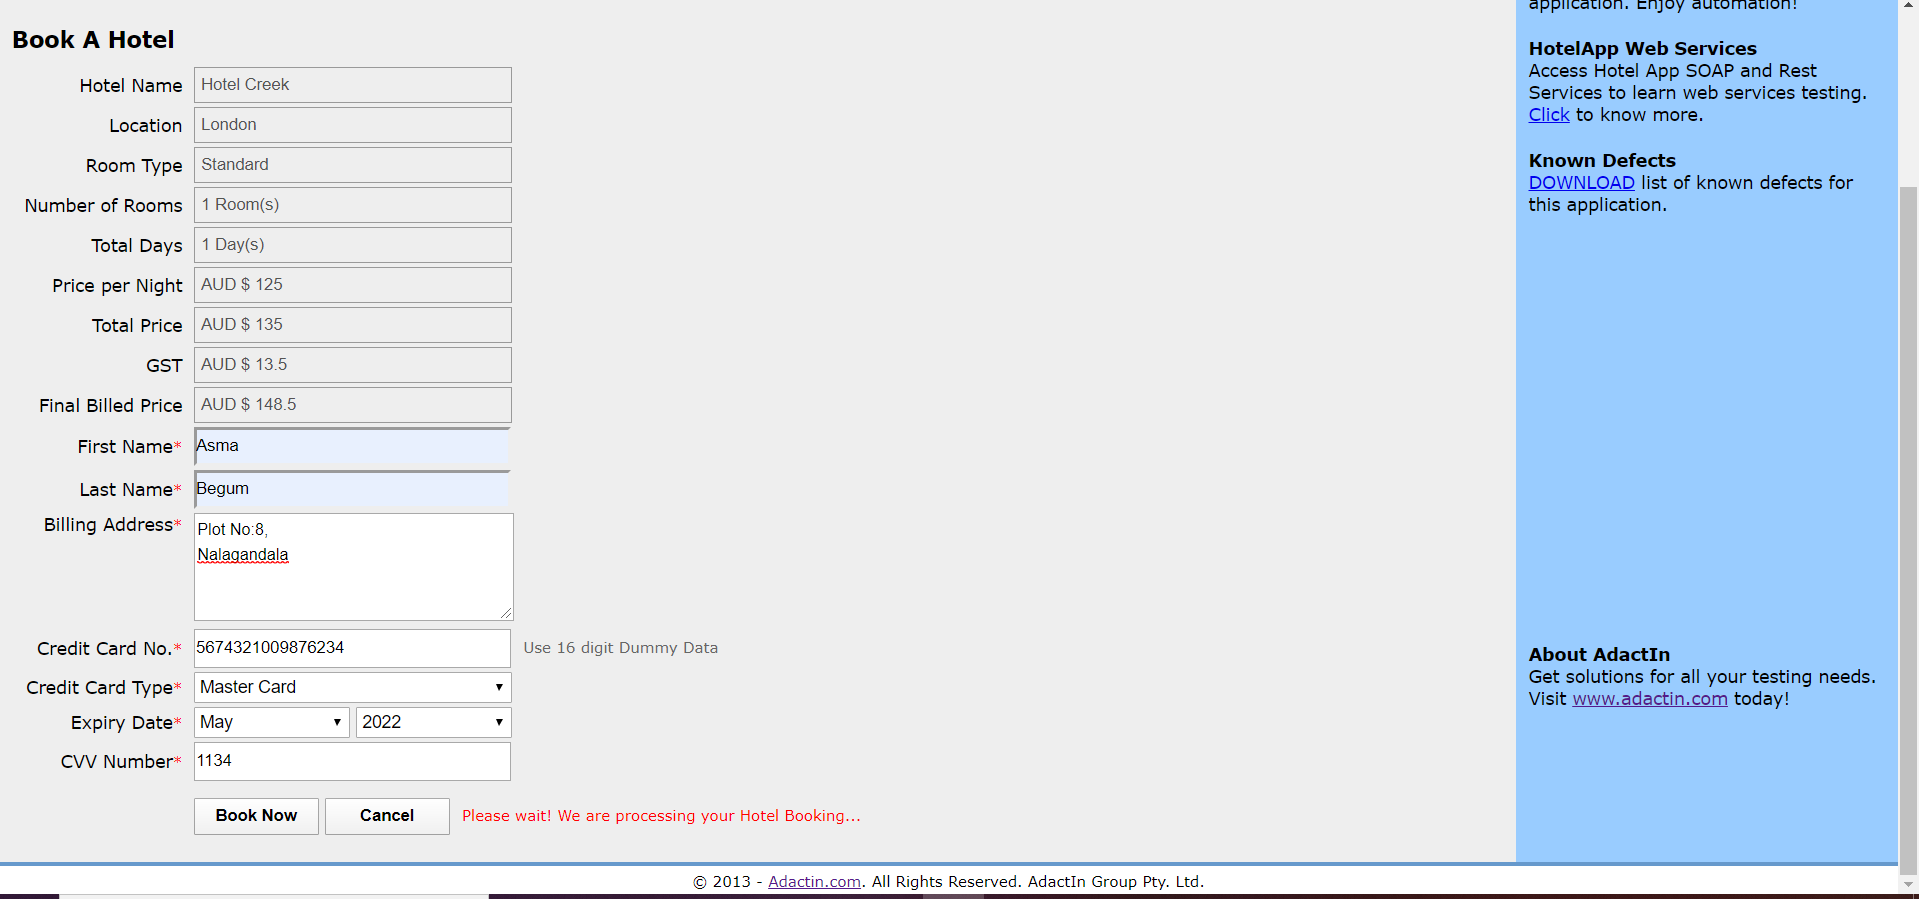 Book A Hotel
Hotel Name Hotel Creek
Location London
Room Type Standard
Number of Rooms 1 Room(s)
Total Days 1 Day(s)
Price per Night AUD $ 125
Total Price AUD $ 135
GST AUD $ 13.5
Final Billed Price AUD $ 148.5
First Name* Asma
Last Name* Begum
Billing Address* Plot No:8,
Nalagandala
Credit Card No.* 5674321009876234 Use 16 digit Dummy Data
Credit Card Type* Master Card
Expiry Date* May 2022
CVV Number* 1134
Book Now Cancel Please wait! We are processing your Hotel Booking...
application. Enjoy automation!
HotelApp Web Services
Access Hotel App SOAP and Rest
Services to learn web services testing.
Click to know more.
Known Defects
DOWNLOAD list of known defects for
this application.
About AdactIn
Get solutions for all your testing needs.
Visit www.adactin.com today!
© 2013 - Adactin.com. All Rights Reserved. AdactIn Group Pty. Ltd.